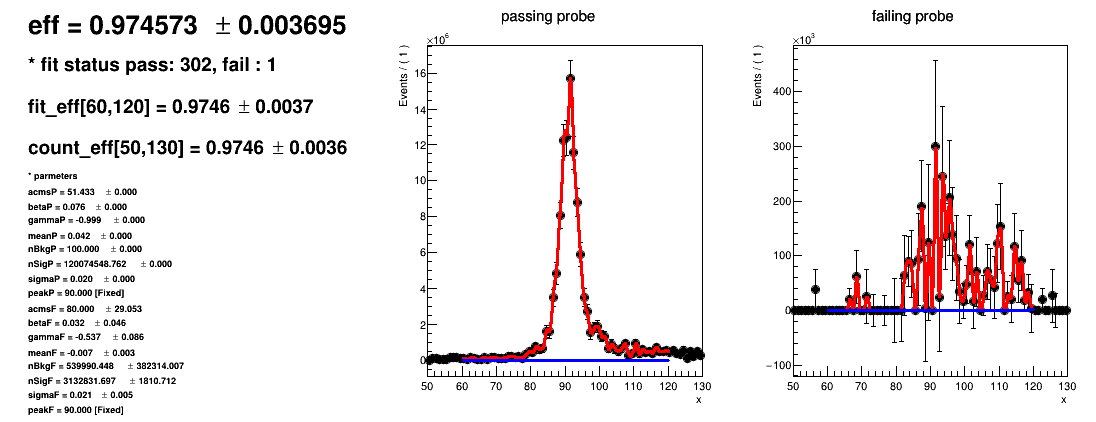 eff = 0.974573 ± 0.003695
* fit status pass: 302, fail : 1
fit_eff[60,120] = 0.9746 ± 0.0037
count_eff[50,130] = 0.9746 ± 0.0036
* parmeters
acmsP = 51.433 ± 0.000
betaP = 0.076 ± 0.000
gammaP = -0.999 ± 0.000
meanP = 0.042 ± 0.000
nBkgP = 100.000 ± 0.000
nSigP = 120074548.762 ± 0.000
sigmaP = 0.020 ± 0.000
peakP = 90.000 [Fixed]
acmsF = 80.000 ± 29.053
betaF = 0.032 ± 0.046
gammaF = -0.537 ± 0.086
meanF = -0.007 ± 0.003
nBkgF = 539990.448 ± 382314.007
nSigF = 3132831.697 ± 1810.712
sigmaF = 0.021 ± 0.005
peakF = 90.000 [Fixed]
passing probe
×10⁶
Events / ( 1 )
16
14
12
10
8
6
4
2
0
50 60 70 80 90 100 110 120 130
x
failing probe
×10³
Events / ( 1 )
400
300
200
100
0
−100
50 60 70 80 90 100 110 120 130
x